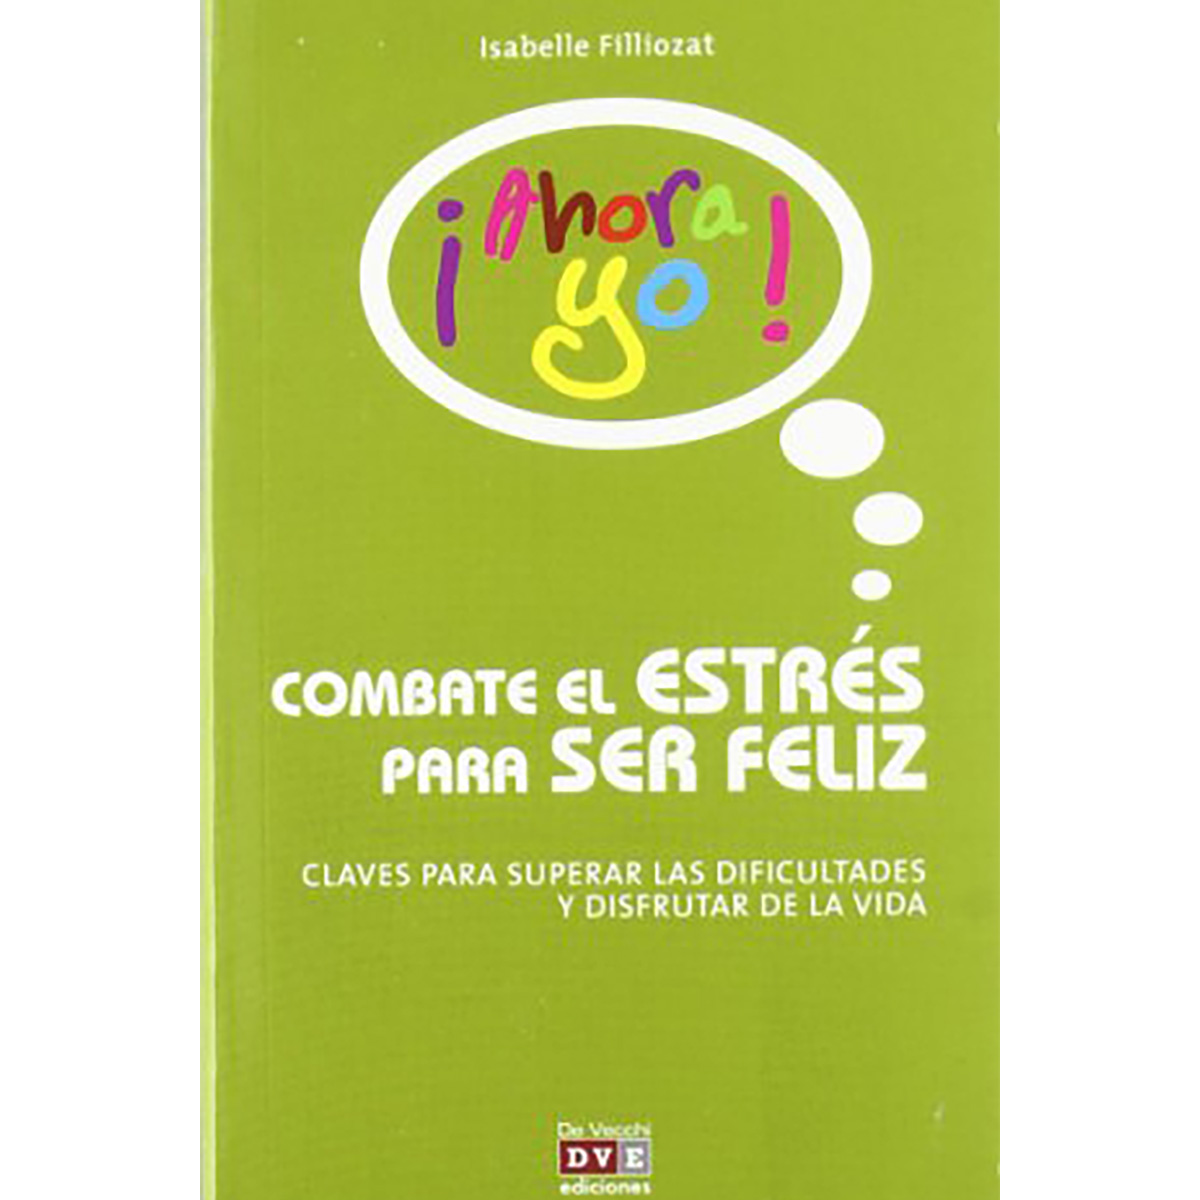 Isabelle Filliozat
¡Ahora
yo!
COMBATE EL ESTRÉS
PARA SER FELIZ
CLAVES PARA SUPERAR LAS DIFICULTADES
Y DISFRUTAR DE LA VIDA
De Vecchi
DVE
ediciones